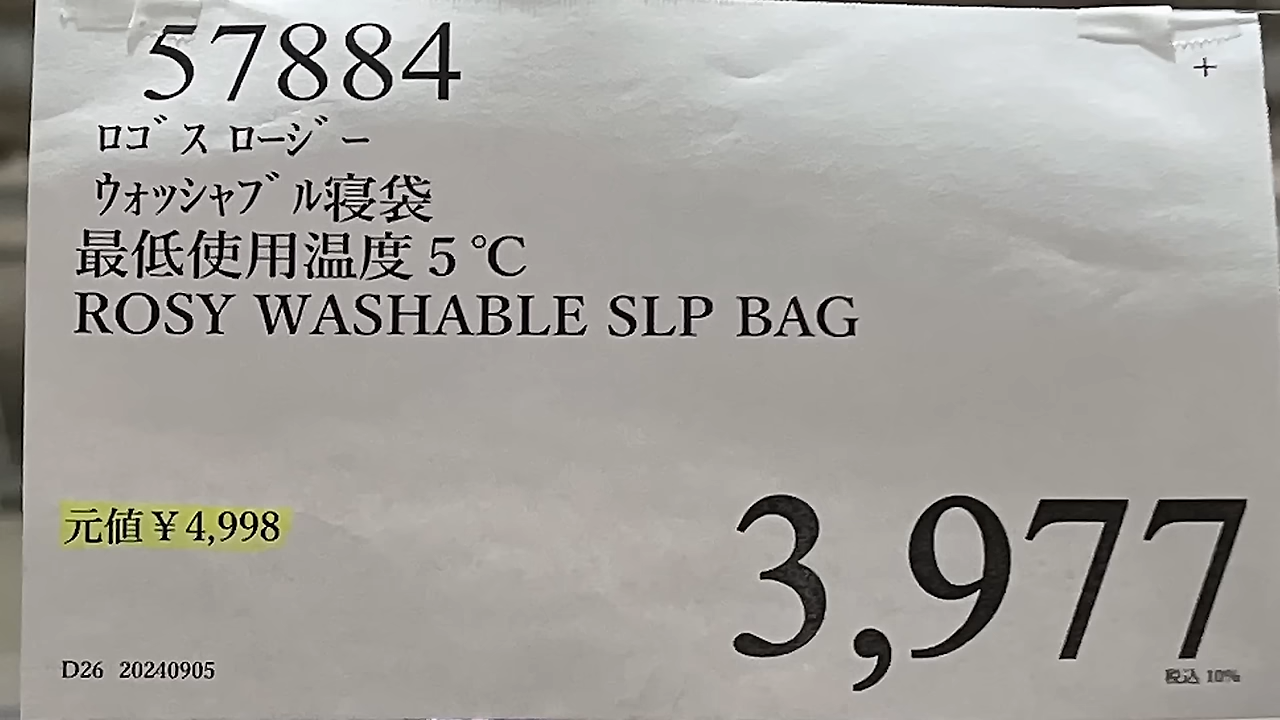 57884
+
ﾛｺﾞｽ ﾛｰｼﾞｰ
ｳｫｯｼｬﾌﾞﾙ寝袋
最低使用温度５℃
ROSY WASHABLE SLP BAG
元値￥4,998
3,977
税込 10%
D26 20240905